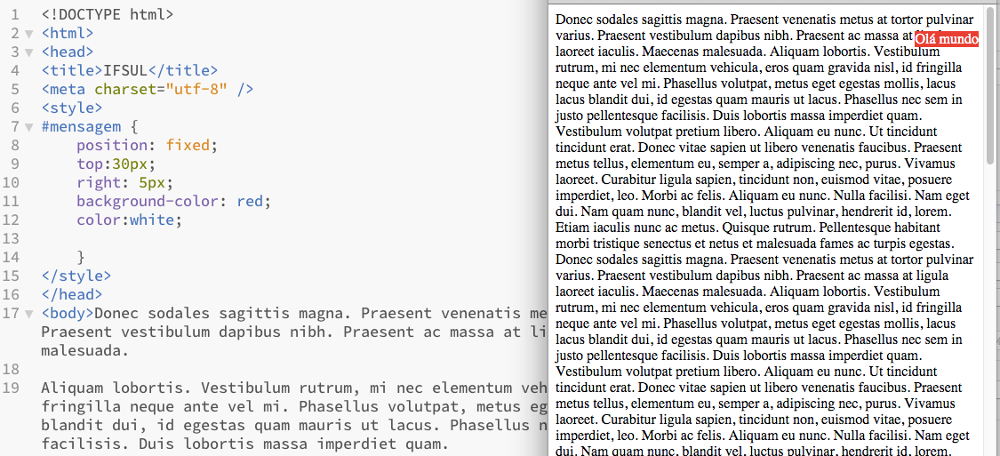 1 <!DOCTYPE html>
2 <html>
3 <head>
4 <title>IFSUL</title>
5 <meta charset="utf-8" />
6 <style>
7 #mensagem {
8 position: fixed;
9 top:30px;
10 right: 5px;
11 background-color: red;
12 color:white;
13
14 }
15 </style>
16 </head>
17 <body>Donec sodales sagittis magna. Praesent venenatis me
Praesent vestibulum dapibus nibh. Praesent ac massa at li
malesuada.
18
19 Aliquam lobortis. Vestibulum rutrum, mi nec elementum veh
fringilla neque ante vel mi. Phasellus volutpat, metus eg
blandit dui, id egestas quam mauris ut lacus. Phasellus n
facilisis. Duis lobortis massa imperdiet quam.
Donec sodales sagittis magna. Praesent venenatis metus at tortor pulvinar
varius. Praesent vestibulum dapibus nibh. Praesent ac massa at
Olá mundo
laoreet iaculis. Maecenas malesuada. Aliquam lobortis. Vestibulum
rutrum, mi nec elementum vehicula, eros quam gravida nisl, id fringilla
neque ante vel mi. Phasellus volutpat, metus eget egestas mollis, lacus
lacus blandit dui, id egestas quam mauris ut lacus. Phasellus nec sem in
justo pellentesque facilisis. Duis lobortis massa imperdiet quam.
Vestibulum volutpat pretium libero. Aliquam eu nunc. Ut tincidunt
tincidunt erat. Donec vitae sapien ut libero venenatis faucibus. Praesent
metus tellus, elementum eu, semper a, adipiscing nec, purus. Vivamus
laoreet. Curabitur ligula sapien, tincidunt non, euismod vitae, posuere
imperdiet, leo. Morbi ac felis. Aliquam eu nunc. Nulla facilisi. Nam eget
dui. Nam quam nunc, blandit vel, luctus pulvinar, hendrerit id, lorem.
Etiam iaculis nunc ac metus. Quisque rutrum. Pellentesque habitant
morbi tristique senectus et netus et malesuada fames ac turpis egestas.
Donec sodales sagittis magna. Praesent venenatis metus at tortor pulvinar
varius. Praesent vestibulum dapibus nibh. Praesent ac massa at ligula
laoreet iaculis. Maecenas malesuada. Aliquam lobortis. Vestibulum
rutrum, mi nec elementum vehicula, eros quam gravida nisl, id fringilla
neque ante vel mi. Phasellus volutpat, metus eget egestas mollis, lacus
lacus blandit dui, id egestas quam mauris ut lacus. Phasellus nec sem in
justo pellentesque facilisis. Duis lobortis massa imperdiet quam.
Vestibulum volutpat pretium libero. Aliquam eu nunc. Ut tincidunt
tincidunt erat. Donec vitae sapien ut libero venenatis faucibus. Praesent
metus tellus, elementum eu, semper a, adipiscing nec, purus. Vivamus
laoreet. Curabitur ligula sapien, tincidunt non, euismod vitae, posuere
imperdiet, leo. Morbi ac felis. Aliquam eu nunc. Nulla facilisi. Nam eget
dui. Nam quam nunc, blandit vel, luctus pulvinar, hendrerit id, lorem.